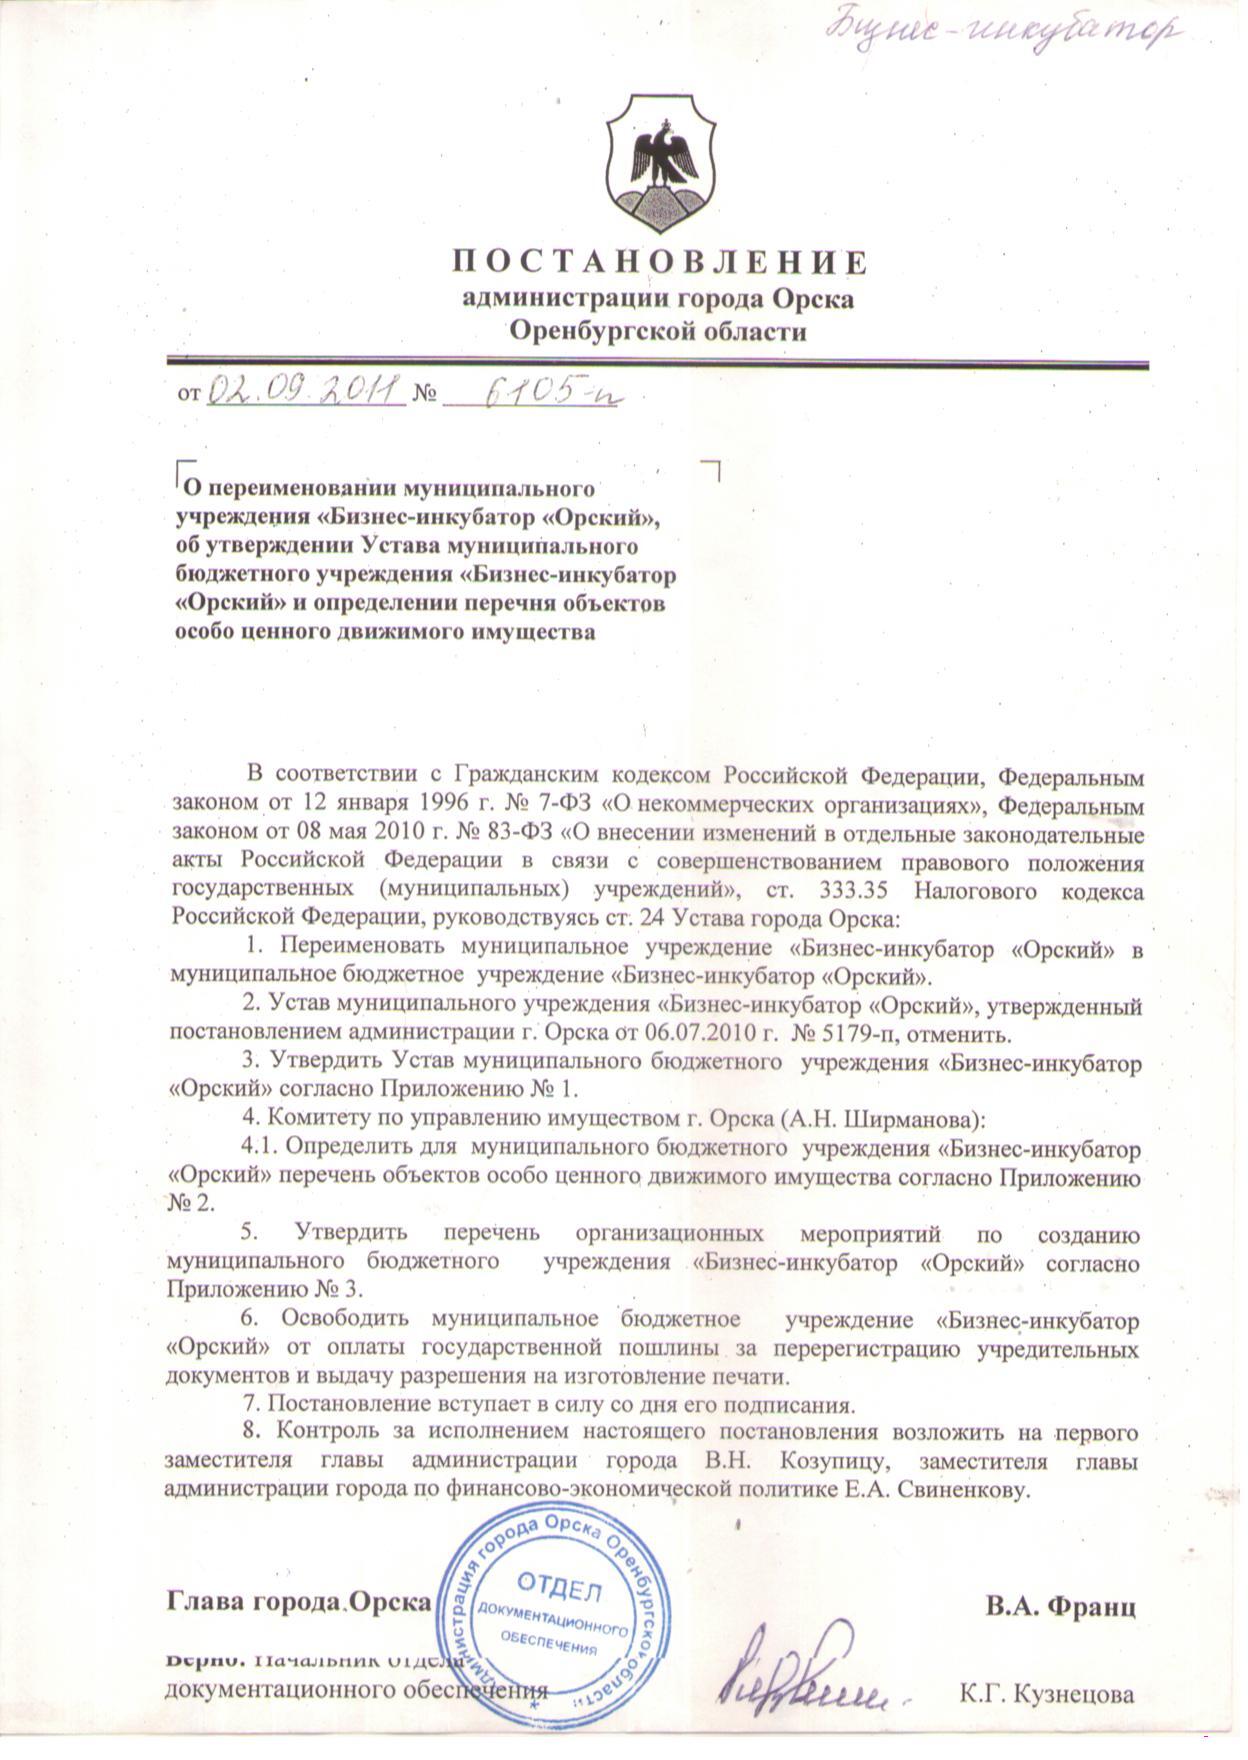 Бизнес-инкубатор
ПОСТАНОВЛЕНИЕ
администрации города Орска
Оренбургской области
от 02.09.2011 № 6105-п
О переименовании муниципального
учреждения «Бизнес-инкубатор «Орский»,
об утверждении Устава муниципального
бюджетного учреждения «Бизнес-инкубатор
«Орский» и определении перечня объектов
особо ценного движимого имущества
В соответствии с Гражданским кодексом Российской Федерации, Федеральным
законом от 12 января 1996 г. № 7-ФЗ «О некоммерческих организациях», Федеральным
законом от 08 мая 2010 г. № 83-ФЗ «О внесении изменений в отдельные законодательные
акты Российской Федерации в связи с совершенствованием правового положения
государственных (муниципальных) учреждений», ст. 333.35 Налогового кодекса
Российской Федерации, руководствуясь ст. 24 Устава города Орска:
1. Переименовать муниципальное учреждение «Бизнес-инкубатор «Орский» в
муниципальное бюджетное учреждение «Бизнес-инкубатор «Орский».
2. Устав муниципального учреждения «Бизнес-инкубатор «Орский», утвержденный
постановлением администрации г. Орска от 06.07.2010 г. № 5179-п, отменить.
3. Утвердить Устав муниципального бюджетного учреждения «Бизнес-инкубатор
«Орский» согласно Приложению № 1.
4. Комитету по управлению имуществом г. Орска (А.Н. Ширманова):
4.1. Определить для муниципального бюджетного учреждения «Бизнес-инкубатор
«Орский» перечень объектов особо ценного движимого имущества согласно Приложению
№ 2.
5. Утвердить перечень организационных мероприятий по созданию
муниципального бюджетного учреждения «Бизнес-инкубатор «Орский» согласно
Приложению № 3.
6. Освободить муниципальное бюджетное учреждение «Бизнес-инкубатор
«Орский» от оплаты государственной пошлины за перерегистрацию учредительных
документов и выдачу разрешения на изготовление печати.
7. Постановление вступает в силу со дня его подписания.
8. Контроль за исполнением настоящего постановления возложить на первого
заместителя главы администрации города В.Н. Козупицу, заместителя главы
администрации города по финансово-экономической политике Е.А. Свиненкову.
Глава города Орска В.А. Франц
Верно. Начальник отдела
документационного обеспечения К.Г. Кузнецова
Администрация города Орска Оренбургской области
ОТДЕЛ
ДОКУМЕНТАЦИОННОГО
ОБЕСПЕЧЕНИЯ